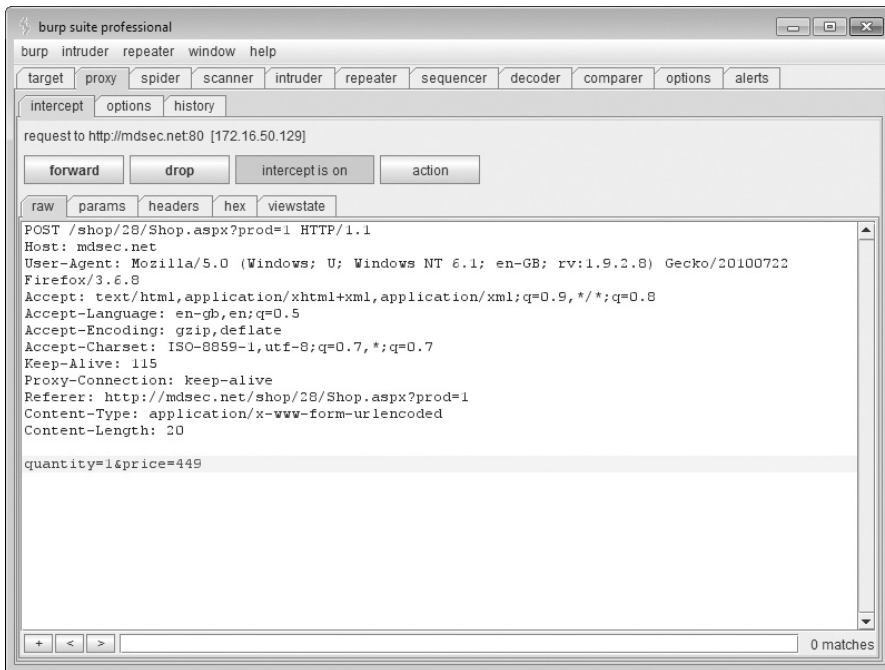 burp suite professional
burp intruder repeater window help
target proxy spider scanner intruder repeater sequencer decoder comparer options alerts
intercept options history
request to http://mdsec.net:80 [172.16.50.129]
forward drop intercept is on action
raw params headers hex viewstate
POST /shop/28/Shop.aspx?prod=1 HTTP/1.1
Host: mdsec.net
User-Agent: Mozilla/5.0 (Windows; U; Windows NT 6.1; en-GB; rv:1.9.2.8) Gecko/20100722
Firefox/3.6.8
Accept: text/html,application/xhtml+xml,application/xml;q=0.9,*/*;q=0.8
Accept-Language: en-gb,en;q=0.5
Accept-Encoding: gzip,deflate
Accept-Charset: ISO-8859-1,utf-8;q=0.7,*;q=0.7
Keep-Alive: 115
Proxy-Connection: keep-alive
Referer: http://mdsec.net/shop/28/Shop.aspx?prod=1
Content-Type: application/x-www-form-urlencoded
Content-Length: 20
quantity=1&price=449
+ < > 0 matches